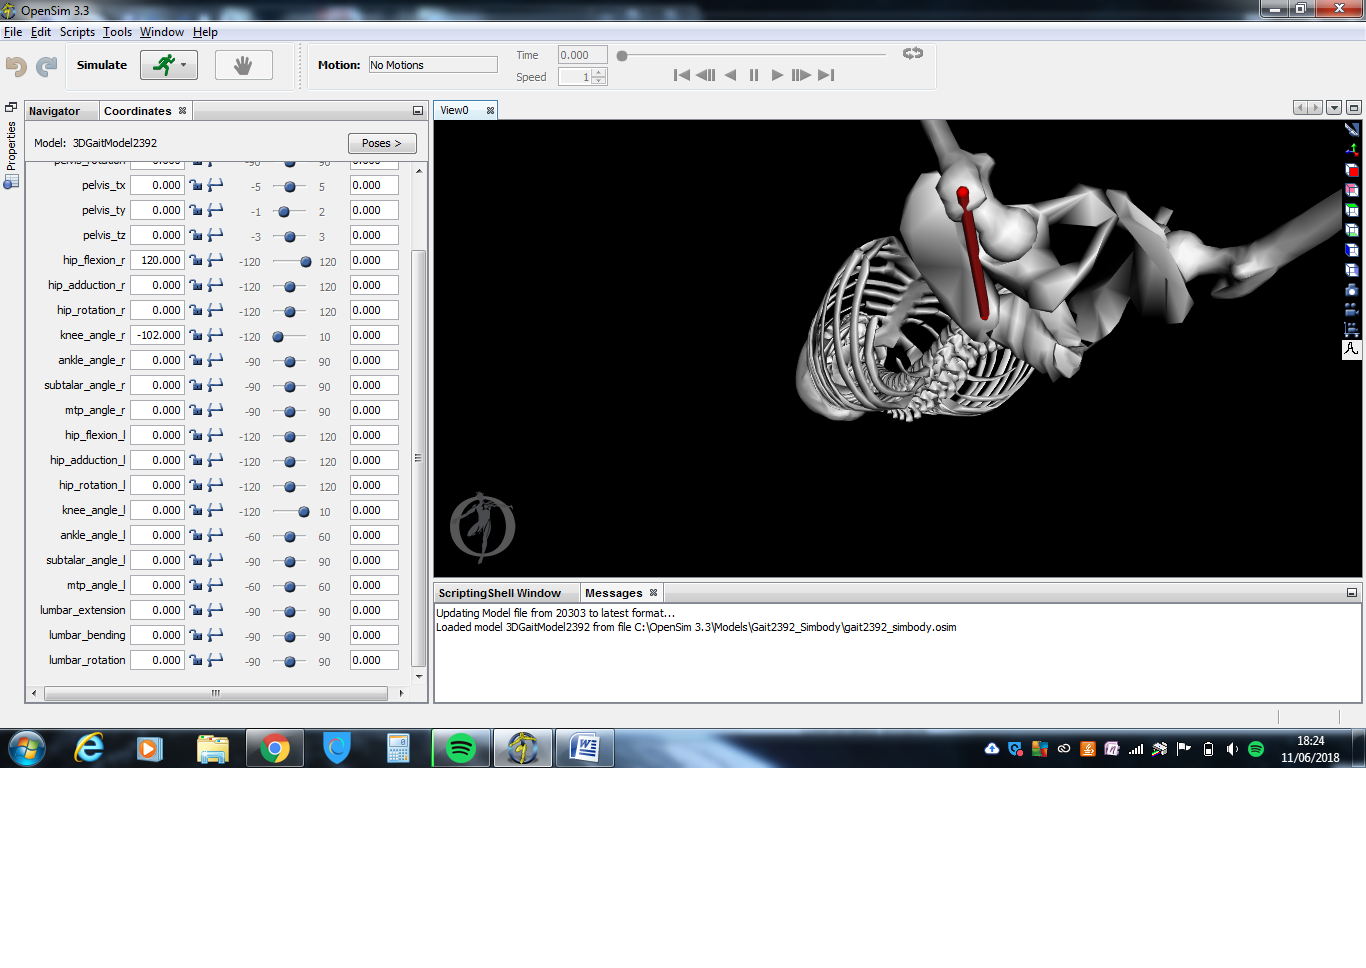 OpenSim 3.3
File Edit Scripts Tools Window Help
Simulate
Motion: No Motions
Time 0.000
Speed 1
Properties
Navigator Coordinates
Model: 3DGaitModel2392 Poses >
pelvis_rotation 0.000 -90 90 0.000
pelvis_tx 0.000 -5 5 0.000
pelvis_ty 0.000 -1 2 0.000
pelvis_tz 0.000 -3 3 0.000
hip_flexion_r 120.000 -120 120 0.000
hip_adduction_r 0.000 -120 120 0.000
hip_rotation_r 0.000 -120 120 0.000
knee_angle_r -102.000 -120 10 0.000
ankle_angle_r 0.000 -90 90 0.000
subtalar_angle_r 0.000 -90 90 0.000
mtp_angle_r 0.000 -90 90 0.000
hip_flexion_l 0.000 -120 120 0.000
hip_adduction_l 0.000 -120 120 0.000
hip_rotation_l 0.000 -120 120 0.000
knee_angle_l 0.000 -120 10 0.000
ankle_angle_l 0.000 -60 60 0.000
subtalar_angle_l 0.000 -90 90 0.000
mtp_angle_l 0.000 -60 60 0.000
lumbar_extension 0.000 -90 90 0.000
lumbar_bending 0.000 -90 90 0.000
lumbar_rotation 0.000 -90 90 0.000
View0
ScriptingShell Window Messages
Updating Model file from 20303 to latest format...
Loaded model 3DGaitModel2392 from file C:\OpenSim 3.3\Models\Gait2392_Simbody\gait2392_simbody.osim
18:24
11/06/2018